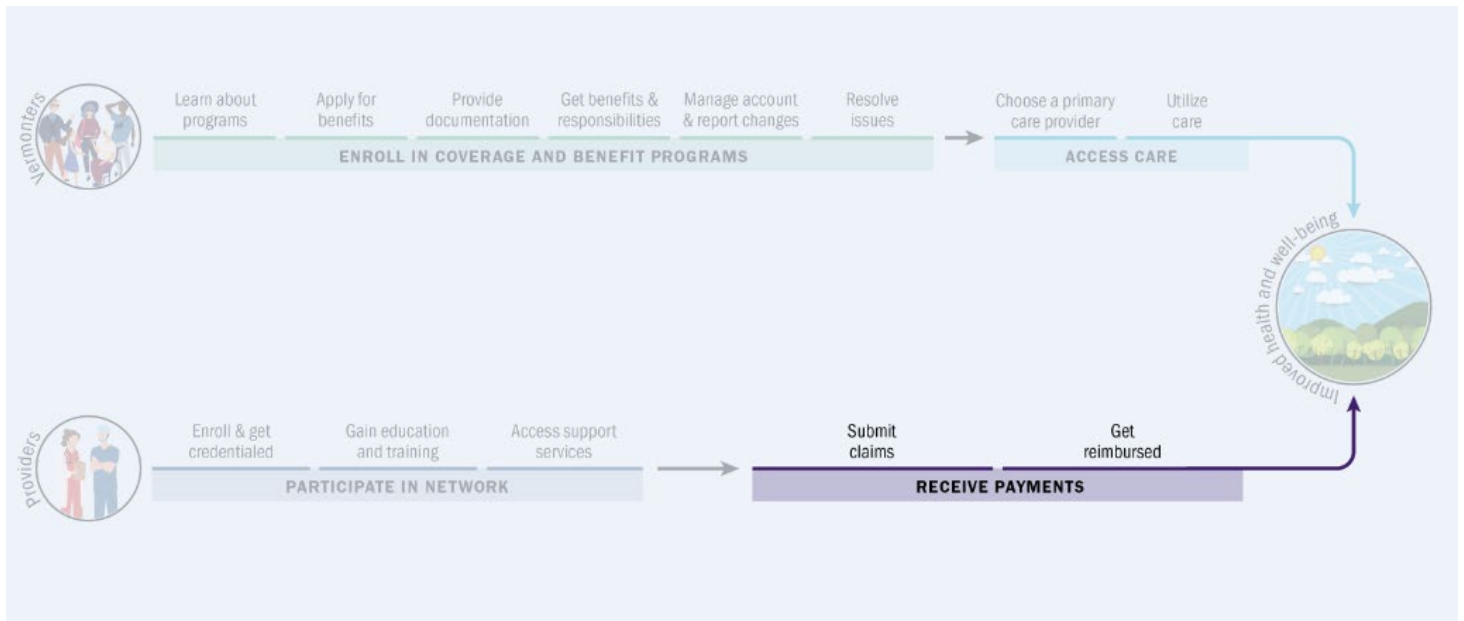 Vermonters
Learn about
programs
Apply for
benefits
Provide
documentation
Get benefits &
responsibilities
Manage account
& report changes
Resolve
issues
ENROLL IN COVERAGE AND BENEFIT PROGRAMS
Choose a primary
care provider
Utilize
care
ACCESS CARE
Improved health and well-being
Providers
Enroll & get
credentialed
Gain education
and training
Access support
services
PARTICIPATE IN NETWORK
Submit
claims
Get
reimbursed
RECEIVE PAYMENTS